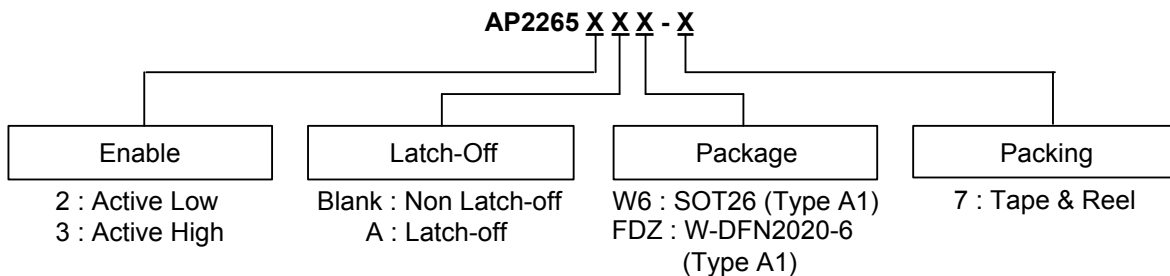 AP2265 X X X - X
Enable
Latch-Off
Package
Packing
2 : Active Low
3 : Active High
Blank : Non Latch-off
A : Latch-off
W6 : SOT26 (Type A1)
FDZ : W-DFN2020-6
(Type A1)
7 : Tape & Reel